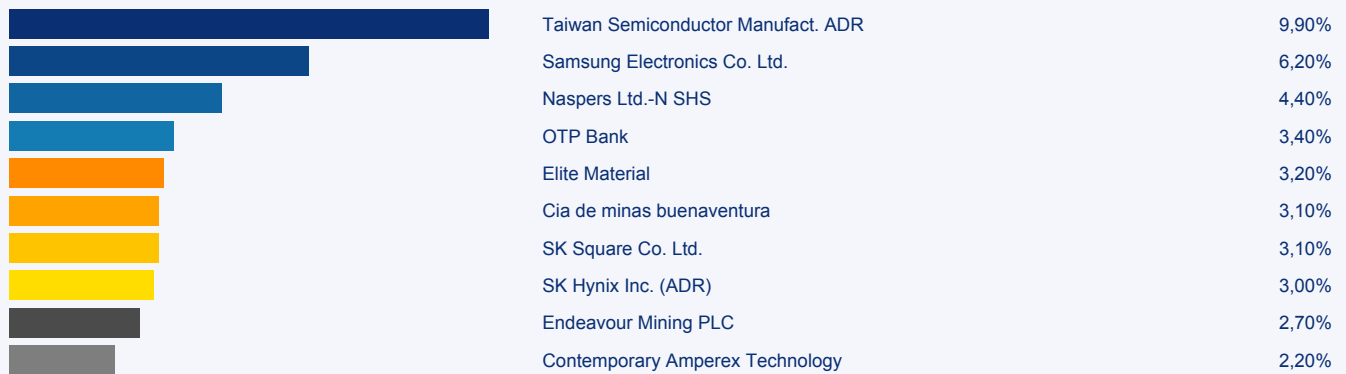 Taiwan Semiconductor Manufact. ADR 9,90%
Samsung Electronics Co. Ltd. 6,20%
Naspers Ltd.-N SHS 4,40%
OTP Bank 3,40%
Elite Material 3,20%
Cia de minas buenaventura 3,10%
SK Square Co. Ltd. 3,10%
SK Hynix Inc. (ADR) 3,00%
Endeavour Mining PLC 2,70%
Contemporary Amperex Technology 2,20%